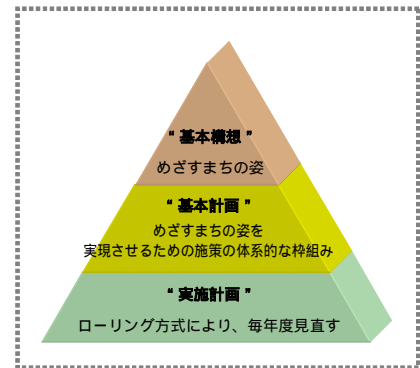 “ 基本構想 ”
めざすまちの姿
“ 基本計画 ”
めざすまちの姿を
実現させるための施策の体系的な枠組み
“ 実施計画 ”
ローリング方式により、毎年度見直す